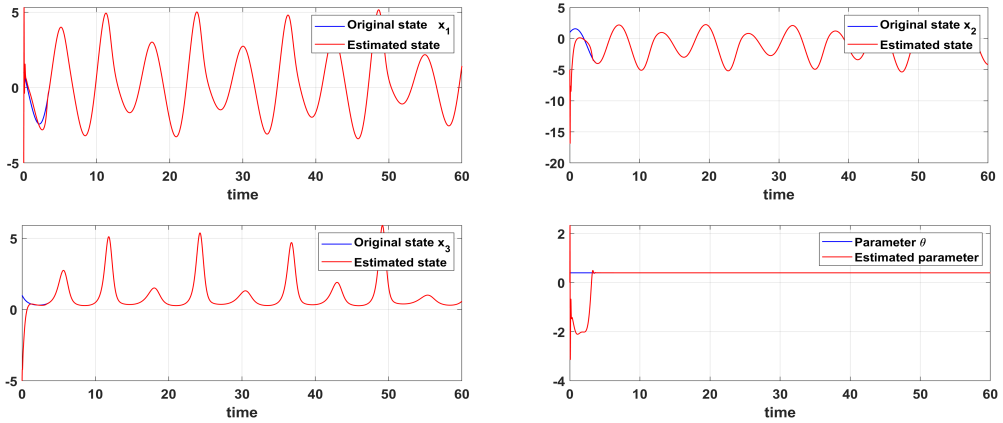 5
0
-5
0 10 20 30 40 50 60
time
Original state x1
Estimated state
5
0
-5
-10
-15
-20
0 10 20 30 40 50 60
time
Original state x2
Estimated state
5
0
-5
0 10 20 30 40 50 60
time
Original state x3
Estimated state
2
0
-2
-4
0 10 20 30 40 50 60
time
Parameter θ
Estimated parameter